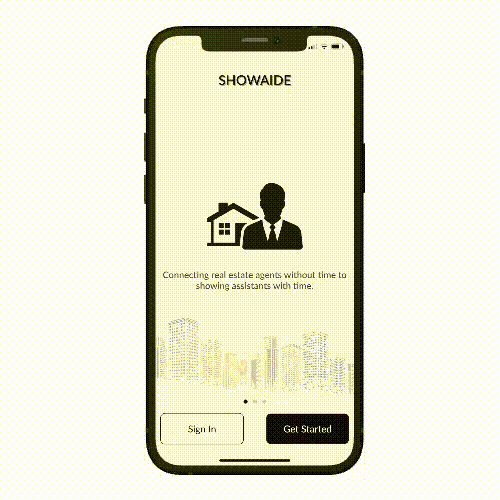 SHOWAIDE
Connecting real estate agents without time to
showing assistants with time.
Sign In
Get Started